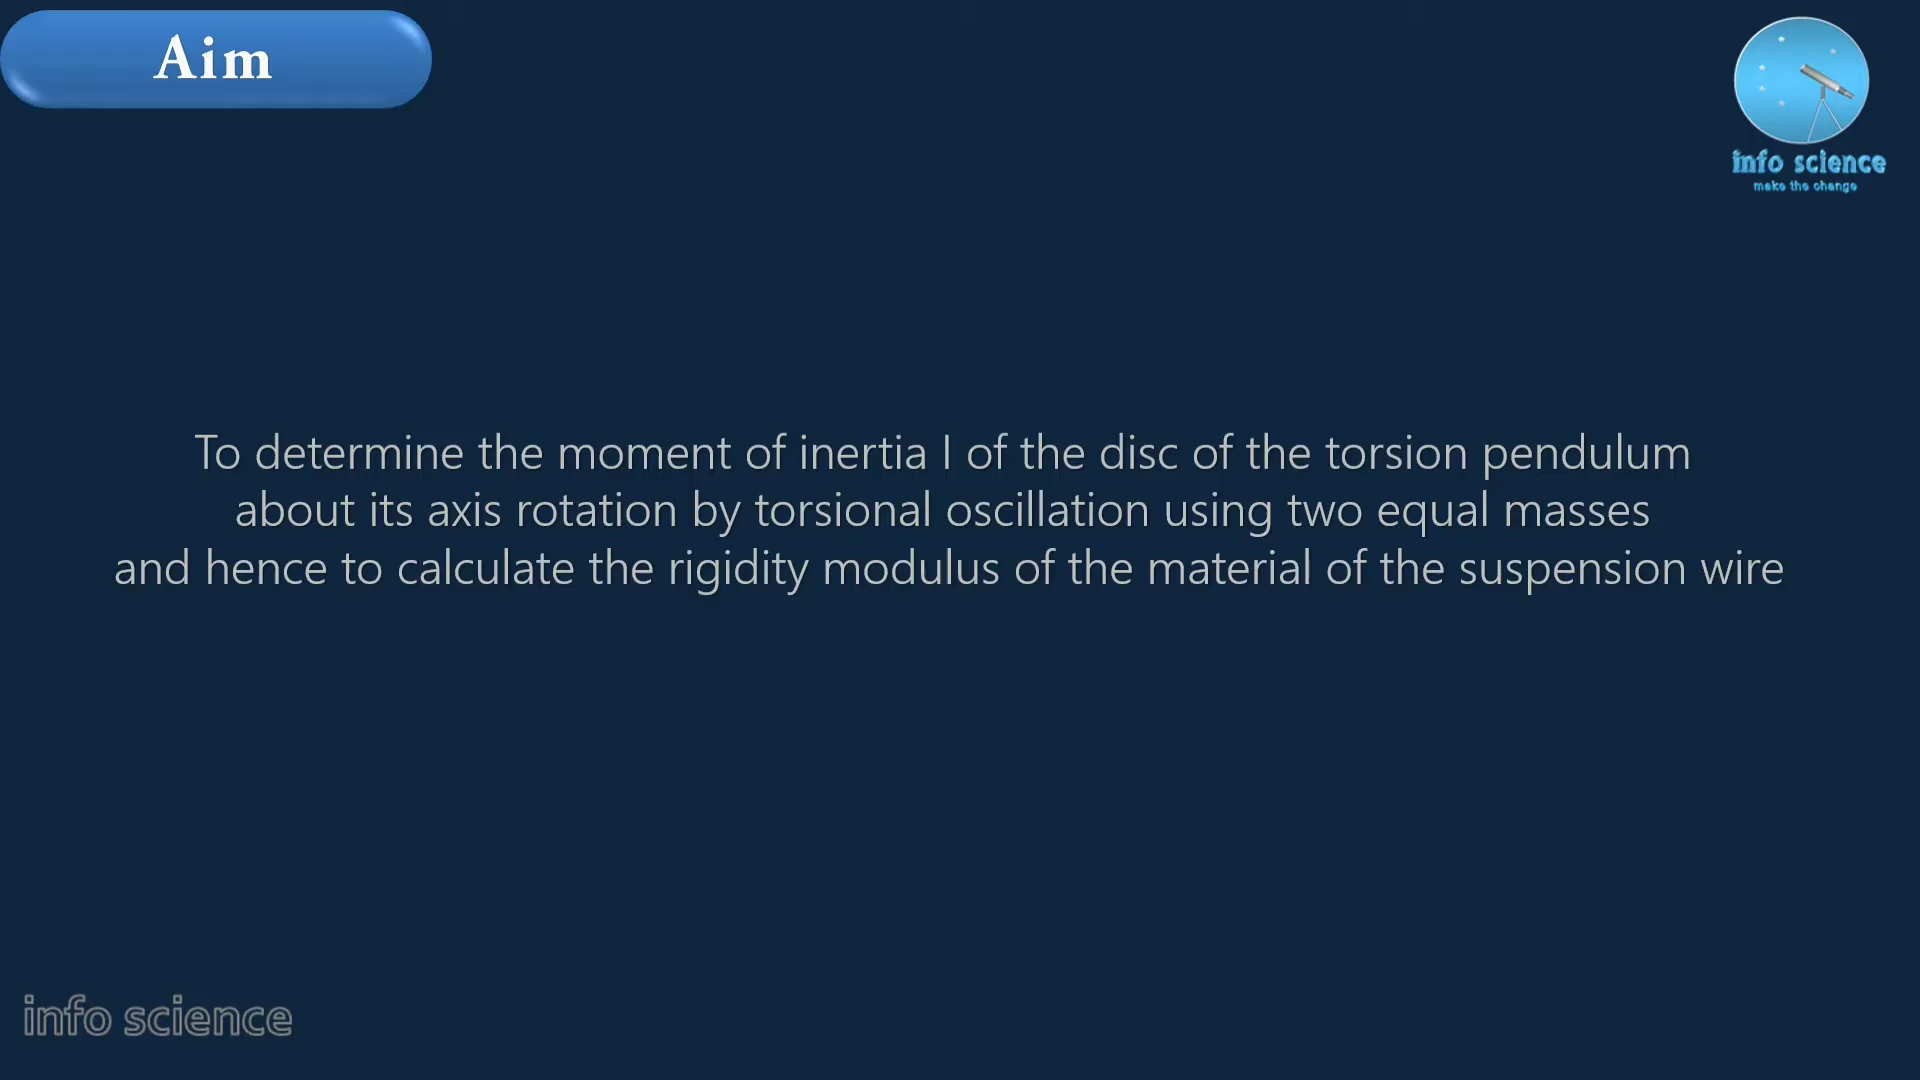 Aim
info science
make the change
To determine the moment of inertia I of the disc of the torsion pendulum
about its axis rotation by torsional oscillation using two equal masses
and hence to calculate the rigidity modulus of the material of the suspension wire
info science